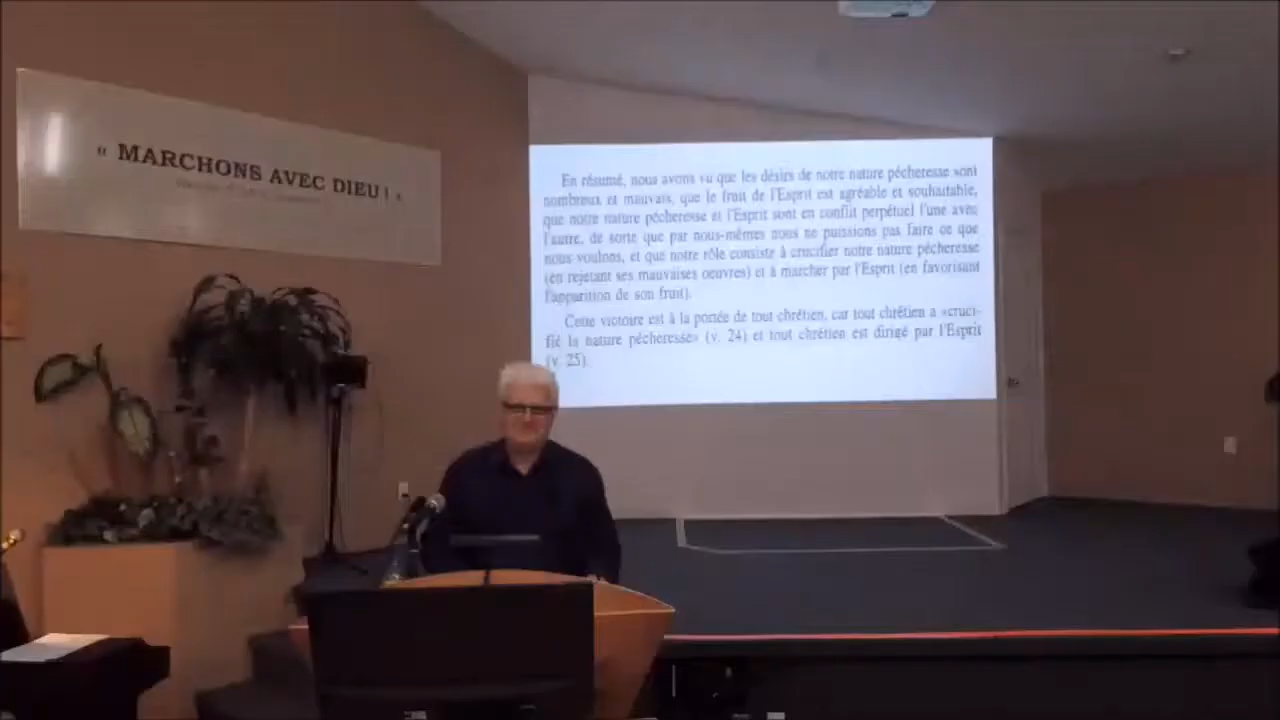 « MARCHONS AVEC DIEU ! »
En résumé, nous avons vu que les désirs de notre nature pécheresse sont
nombreux et mauvais, que le fruit de l'Esprit est agréable et souhaitable,
que notre nature pécheresse et l'Esprit sont en conflit perpétuel l'une avec
l'autre, de sorte que par nous-mêmes nous ne puissions pas faire ce que
nous voulons, et que notre rôle consiste à crucifier notre nature pécheresse
(en rejetant ses mauvaises oeuvres) et à marcher par l'Esprit (en favorisant
l'apparition de son fruit).
Cette victoire est à la portée de tout chrétien, car tout chrétien a «cruci-
fié la nature pécheresse» (v. 24) et tout chrétien est dirigé par l'Esprit
(v. 25).